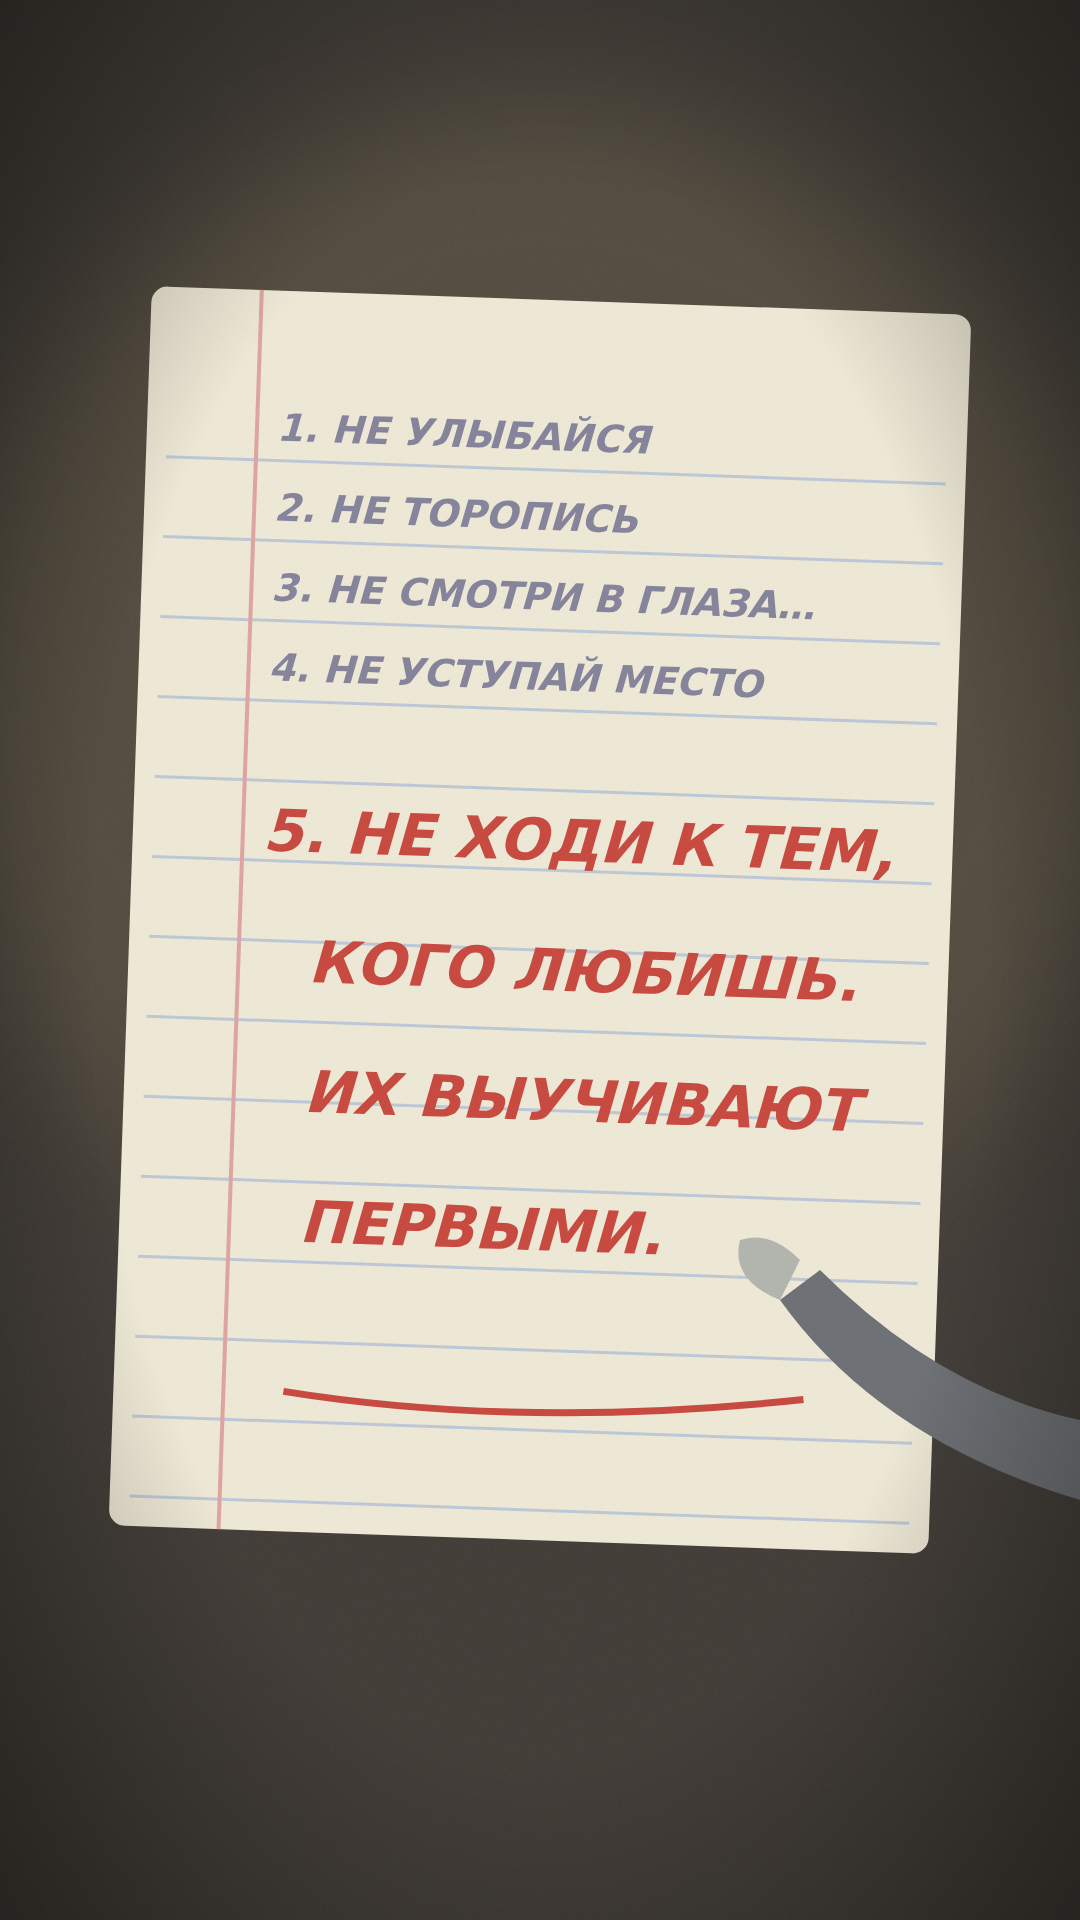 1. НЕ УЛЫБАЙСЯ
2. НЕ ТОРОПИСЬ
3. НЕ СМОТРИ В ГЛАЗА…
4. НЕ УСТУПАЙ МЕСТО
5. НЕ ХОДИ К ТЕМ,
КОГО ЛЮБИШЬ.
ИХ ВЫУЧИВАЮТ
ПЕРВЫМИ.